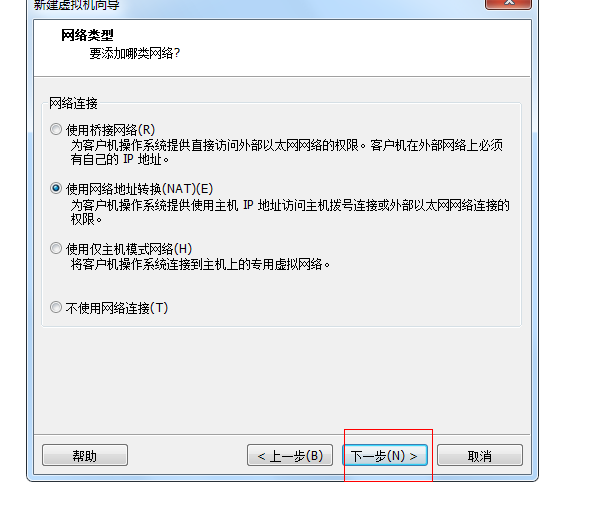 新建虚拟机向导
网络类型
要添加哪类网络?
网络连接
使用桥接网络(R)
为客户机操作系统提供直接访问外部以太网网络的权限。客户机在外部网络上必须
有自己的 IP 地址。
使用网络地址转换(NAT)(E)
为客户机操作系统提供使用主机 IP 地址访问主机拨号连接或外部以太网网络连接的
权限。
使用仅主机模式网络(H)
将客户机操作系统连接到主机上的专用虚拟网络。
不使用网络连接(T)
帮助
< 上一步(B)
下一步(N) >
取消